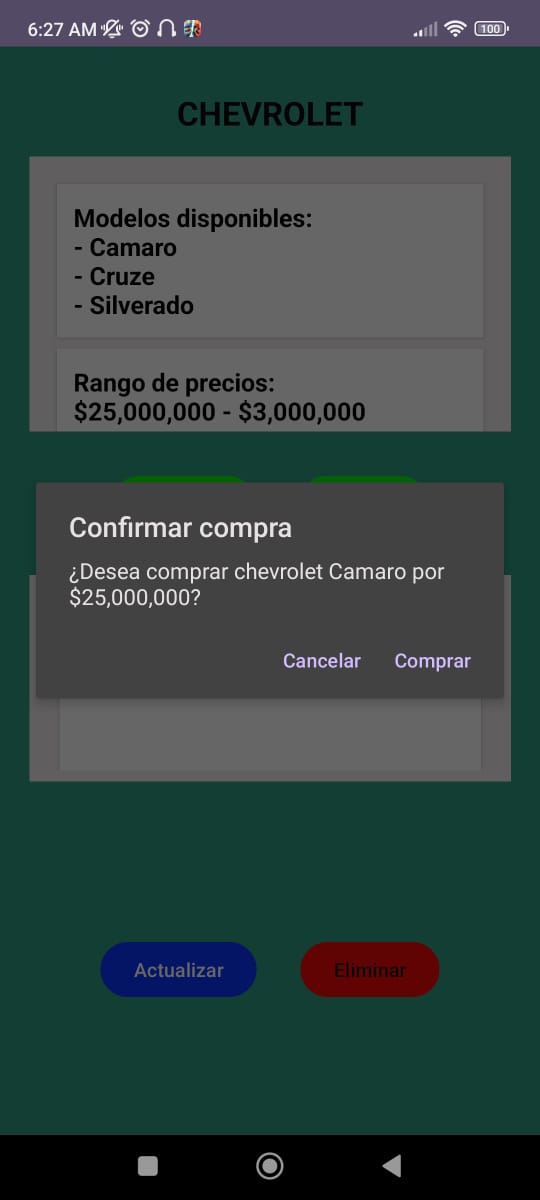 6:27 AM
100
CHEVROLET
Modelos disponibles:
- Camaro
- Cruze
- Silverado
Rango de precios:
$25,000,000 - $3,000,000
Confirmar compra
¿Desea comprar chevrolet Camaro por
$25,000,000?
Cancelar Comprar
Actualizar Eliminar